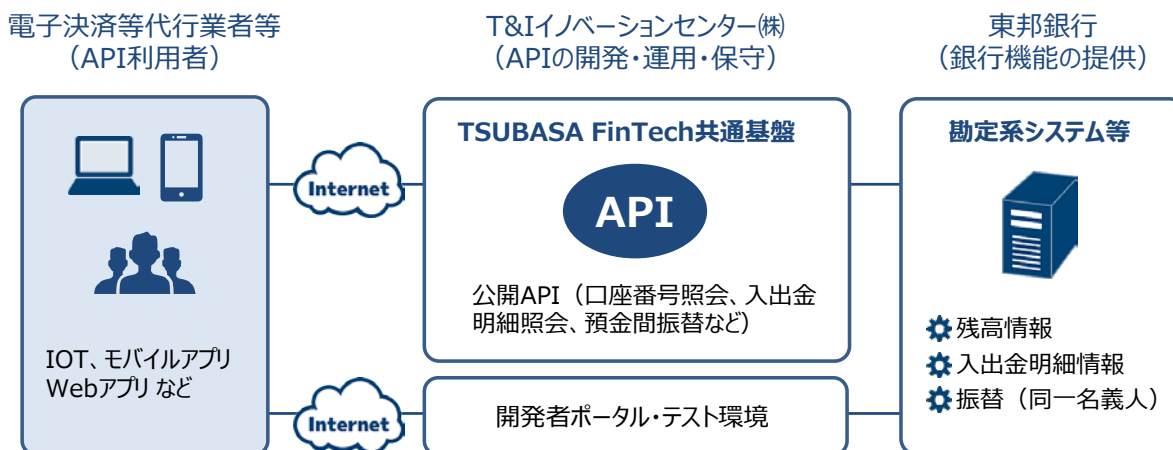 電子決済等代行業者等
（API利用者）
T&Iイノベーションセンター㈱
（APIの開発・運用・保守）
東邦銀行
（銀行機能の提供）
Internet
IOT、モバイルアプリ
Webアプリ など
Internet
TSUBASA FinTech共通基盤
API
公開API（口座番号照会、入出金
明細照会、預金間振替など）
開発者ポータル・テスト環境
勘定系システム等
残高情報
入出金明細情報
振替（同一名義人）